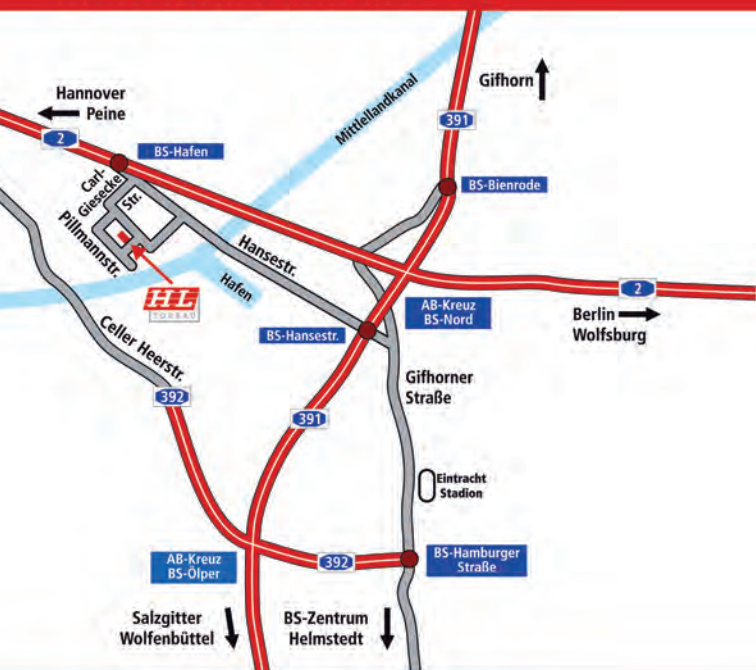 Gifhorn
Mittlellandkanal
Hannover
Peine
391
2
BS-Hafen
BS-Bienrode
Carl-
Giesecke
Str.
Pillmannstr.
Hansestr.
Hafen
HL
TORBAU
2
AB-Kreuz
BS-Nord
Berlin
Wolfsburg
BS-Hansestr.
Celler Heerstr.
Gifhorner
Straße
392
391
Eintracht
Stadion
AB-Kreuz
BS-Ölper
392
BS-Hamburger
Straße
Salzgitter
Wolfenbüttel
BS-Zentrum
Helmstedt